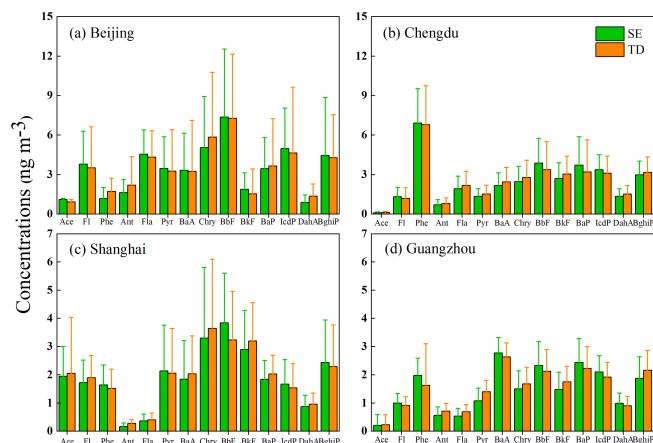 Concentrations (ng m⁻³)
(a) Beijing
15
12
9
6
3
0
Ace Fl Phe Ant Fla Pyr BaA Chry BbF BkF BaP IcdP DahA BghiP
(b) Chengdu
SE
TD
15
12
9
6
3
0
Ace Fl Phe Ant Fla Pyr BaA Chry BbF BkF BaP IcdP DahA BghiP
(c) Shanghai
7
6
5
4
3
2
1
0
Ace Fl Phe Ant Fla Pyr BaA Chry BbF BkF BaP IcdP DahA BghiP
(d) Guangzhou
7
6
5
4
3
2
1
0
Ace Fl Phe Ant Fla Pyr BaA Chry BbF BkF BaP IcdP DahA BghiP